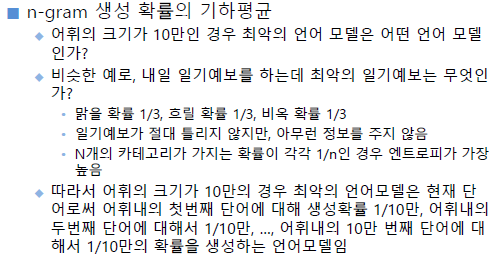 n-gram 생성 확률의 기하평균
어휘의 크기가 10만인 경우 최악의 언어 모델은 어떤 언어 모델
인가?
비슷한 예로, 내일 일기예보를 하는데 최악의 일기예보는 무엇인
가?
맑을 확률 1/3, 흐릴 확률 1/3, 비옥 확률 1/3
일기예보가 절대 틀리지 않지만, 아무런 정보를 주지 않음
N개의 카테고리가 가지는 확률이 각각 1/n인 경우 엔트로피가 가장
높음
따라서 어휘의 크기가 10만의 경우 최악의 언어모델은 현재 단
어로써 어휘내의 첫번째 단어에 대해 생성확률 1/10만, 어휘내의
두번째 단어에 대해서 1/10만, ..., 어휘내의 10만 번째 단어에 대
해서 1/10만의 확률을 생성하는 언어모델임